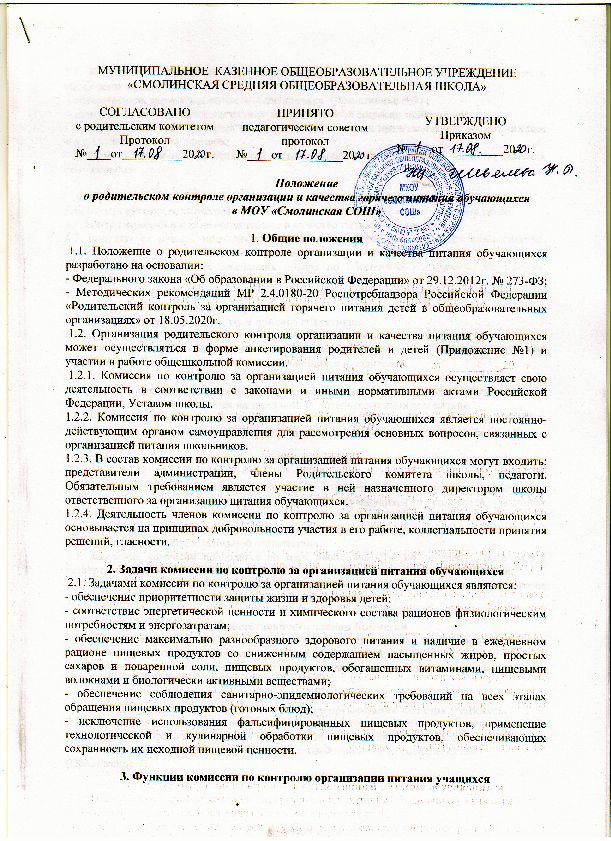 МУНИЦИПАЛЬНОЕ КАЗЕННОЕ ОБЩЕОБРАЗОВАТЕЛЬНОЕ УЧРЕЖДЕНИЕ
«СМОЛИНСКАЯ СРЕДНЯЯ ОБЩЕОБРАЗОВАТЕЛЬНАЯ ШКОЛА»
СОГЛАСОВАНО
с родительским комитетом
Протокол
№ 1 от 17.08 2020г.
ПРИНЯТО
педагогическим советом
протокол
№ 1 от 17.08 2020г.
УТВЕРЖДЕНО
Приказом
№ 1 от 17.08 2020г.
МКОУ
СОШ»
Положение
о родительском контроле организации и качества горячего питания обучающихся
в МОУ «Смолинская СОШ»
1. Общие положения
1.1. Положение о родительском контроле организации и качества питания обучающихся
разработано на основании:
- Федерального закона «Об образовании в Российской Федерации» от 29.12.2012г. № 273-ФЗ;
- Методических рекомендаций МР 2.4.0180-20 Роспотребнадзора Российской Федерации
«Родительский контроль за организацией горячего питания детей в общеобразовательных
организациях» от 18.05.2020г.
1.2. Организация родительского контроля организации и качества питания обучающихся
может осуществляться в форме анкетирования родителей и детей (Приложение №1) и
участии в работе общешкольной комиссии.
1.2.1. Комиссия по контролю за организацией питания обучающихся осуществляет свою
деятельность в соответствии с законами и иными нормативными актами Российской
Федерации, Уставом школы.
1.2.2. Комиссия по контролю за организацией питания обучающихся является постоянно-
действующим органом самоуправления для рассмотрения основных вопросов, связанных с
организацией питания школьников.
1.2.3. В состав комиссии по контролю за организацией питания обучающихся могут входить:
представители администрации, члены Родительского комитета школы, педагоги.
Обязательным требованием является участие в ней назначенного директором школы
ответственного за организацию питания обучающихся.
1.2.4. Деятельность членов комиссии по контролю за организацией питания обучающихся
основывается на принципах добровольности участия в его работе, коллегиальности принятия
решений, гласности.
2. Задачи комиссии по контролю за организацией питания обучающихся
2.1. Задачами комиссии по контролю за организацией питания обучающихся являются:
- обеспечение приоритетности защиты жизни и здоровья детей;
- соответствие энергетической ценности и химического состава рационов физиологическим
потребностям и энергозатратам;
- обеспечение максимально разнообразного здорового питания и наличие в ежедневном
рационе пищевых продуктов со сниженным содержанием насыщенных жиров, простых
сахаров и поваренной соли, пищевых продуктов, обогащенных витаминами, пищевыми
волокнами и биологически активными веществами;
- обеспечение соблюдения санитарно-эпидемиологических требований на всех этапах
обращения пищевых продуктов (готовых блюд);
- исключение использования фальсифицированных пищевых продуктов, применение
технологической и кулинарной обработки пищевых продуктов, обеспечивающих
сохранность их исходной пищевой ценности.
3. Функции комиссии по контролю организации питания учащихся